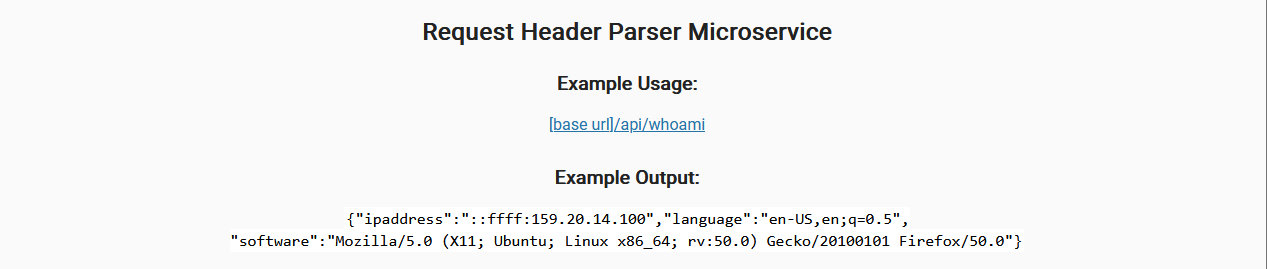 Request Header Parser Microservice
Example Usage:
[base url]/api/whoami
Example Output:
{"ipaddress":"::ffff:159.20.14.100","language":"en-US,en;q=0.5",
"software":"Mozilla/5.0 (X11; Ubuntu; Linux x86_64; rv:50.0) Gecko/20100101 Firefox/50.0"}